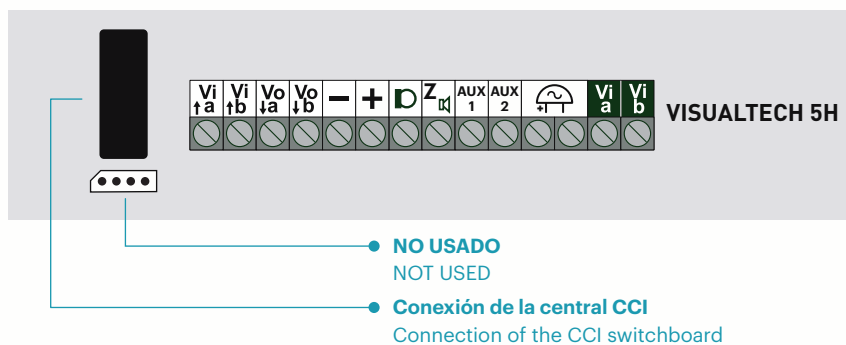 Vi Vi Vo Vo − + Z AUX AUX Vi Vi
↑a ↑b ↓a ↓b 1 2 + ~ a b
VISUALTECH 5H
NO USADO
NOT USED
Conexión de la central CCI
Connection of the CCI switchboard